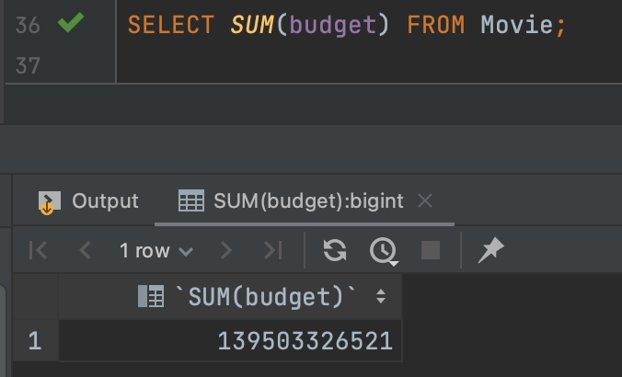 36 SELECT SUM(budget) FROM Movie;
37
Output SUM(budget):bigint
1 row
`SUM(budget)`
1 139503326521